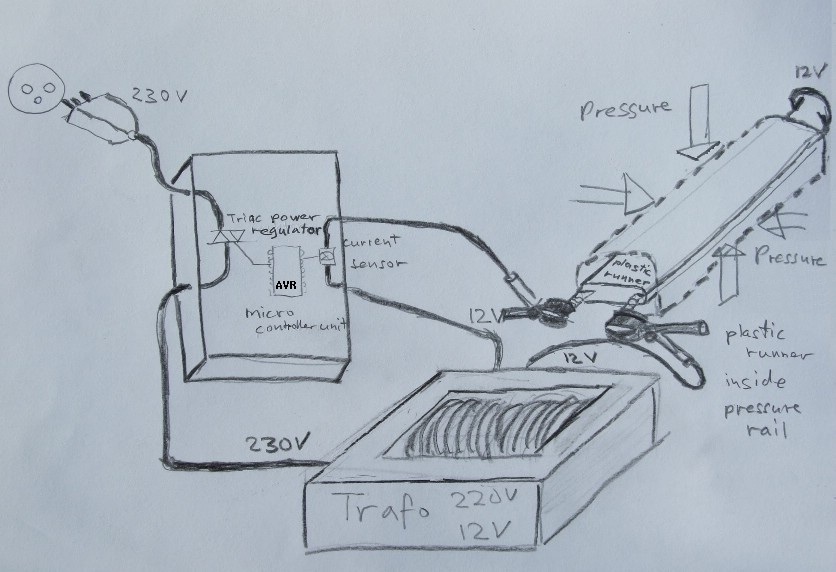 230V
12V
Pressure
Triac power
regulator
current
sensor
AVR
Micro
controller unit
plastic
runner
Pressure
12V
12V
plastic
runner
inside
pressure
rail
230V
Trafo 220V
12V